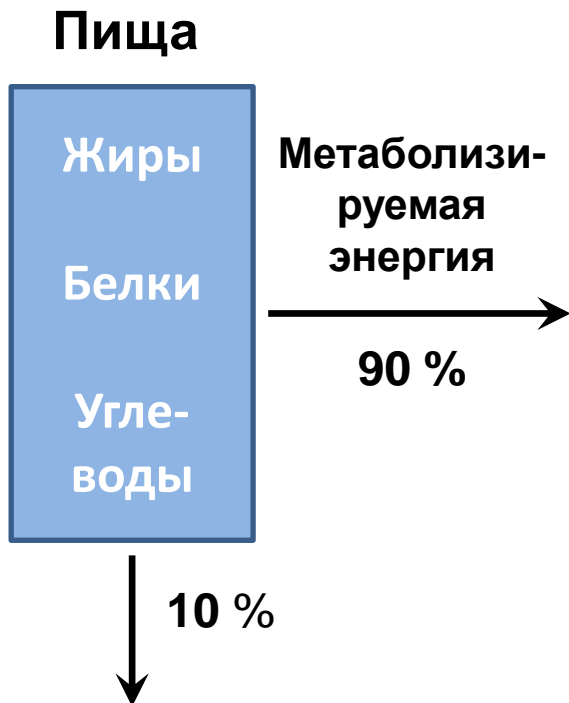 Пища
Жиры
Белки
Угле-
воды
Метаболизи-
руемая
энергия
90 %
10 %